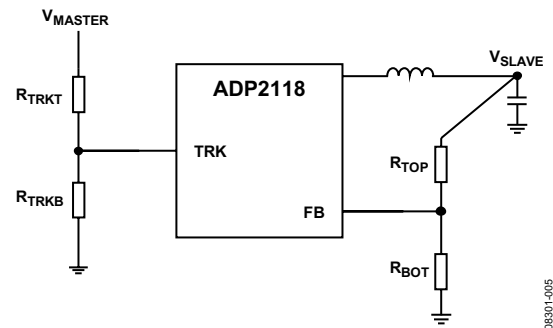 VMASTER
RTRKT
RTRKB
ADP2118
TRK
FB
VSLAVE
RTOP
RBOT
08301-005